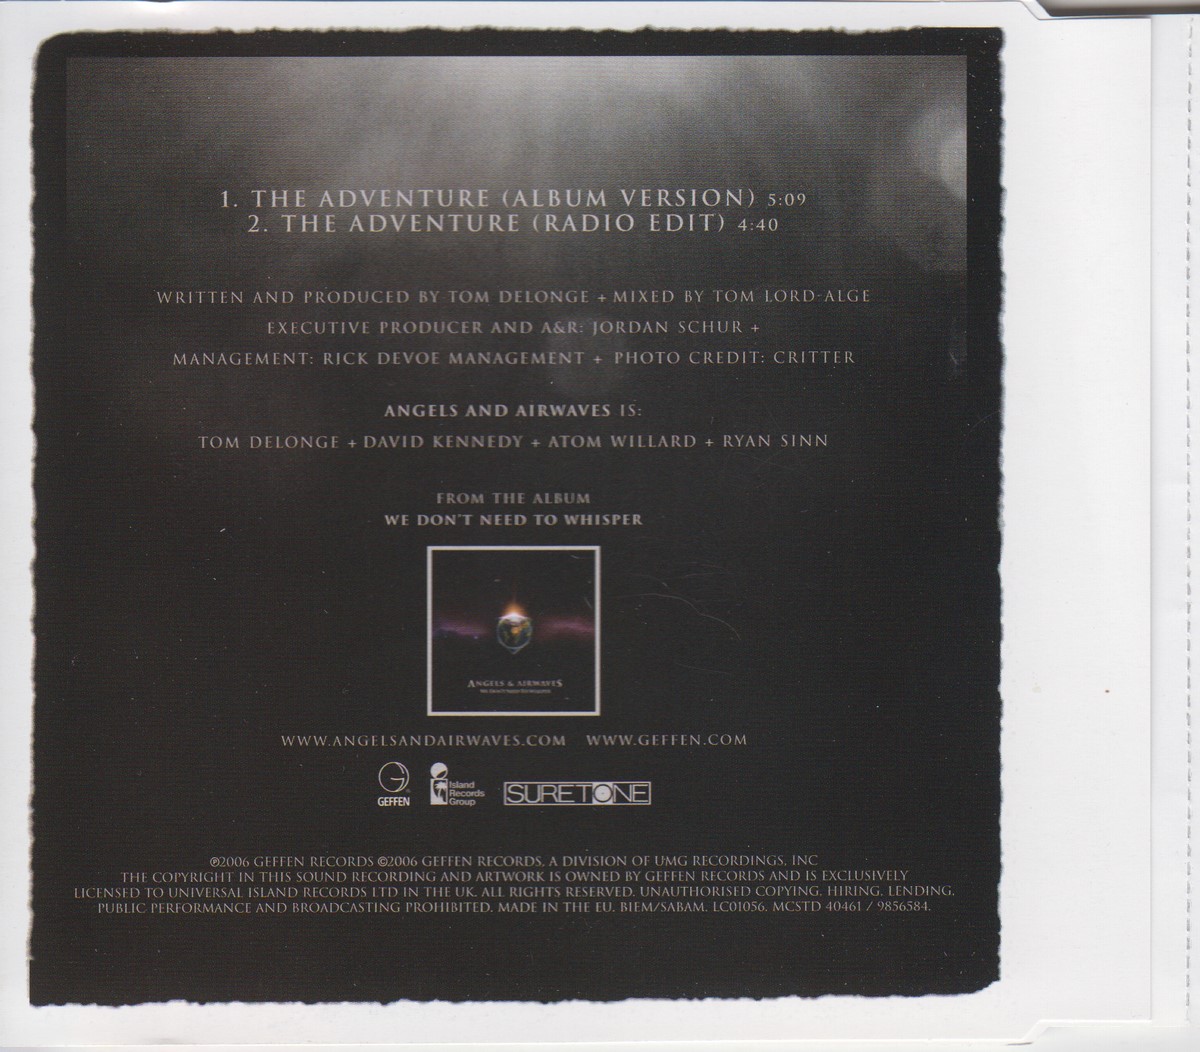 1. THE ADVENTURE (ALBUM VERSION) 5:09
2. THE ADVENTURE (RADIO EDIT) 4:40
WRITTEN AND PRODUCED BY TOM DELONGE + MIXED BY TOM LORD-ALGE
EXECUTIVE PRODUCER AND A&R: JORDAN SCHUR +
MANAGEMENT: RICK DEVOE MANAGEMENT + PHOTO CREDIT: CRITTER
ANGELS AND AIRWAVES IS:
TOM DELONGE + DAVID KENNEDY + ATOM WILLARD + RYAN SINN
FROM THE ALBUM
WE DON'T NEED TO WHISPER
ANGELS & AIRWAVES
WE DON'T NEED TO WHISPER
WWW.ANGELSANDAIRWAVES.COM WWW.GEFFEN.COM
GEFFEN
Island
Records
Group
SURETONE
℗2006 GEFFEN RECORDS ©2006 GEFFEN RECORDS, A DIVISION OF UMG RECORDINGS, INC
THE COPYRIGHT IN THIS SOUND RECORDING AND ARTWORK IS OWNED BY GEFFEN RECORDS AND IS EXCLUSIVELY
LICENSED TO UNIVERSAL ISLAND RECORDS LTD IN THE UK. ALL RIGHTS RESERVED. UNAUTHORISED COPYING, HIRING, LENDING,
PUBLIC PERFORMANCE AND BROADCASTING PROHIBITED. MADE IN THE EU. BIEM/SABAM. LC01056. MCSTD 40461 / 9856584.